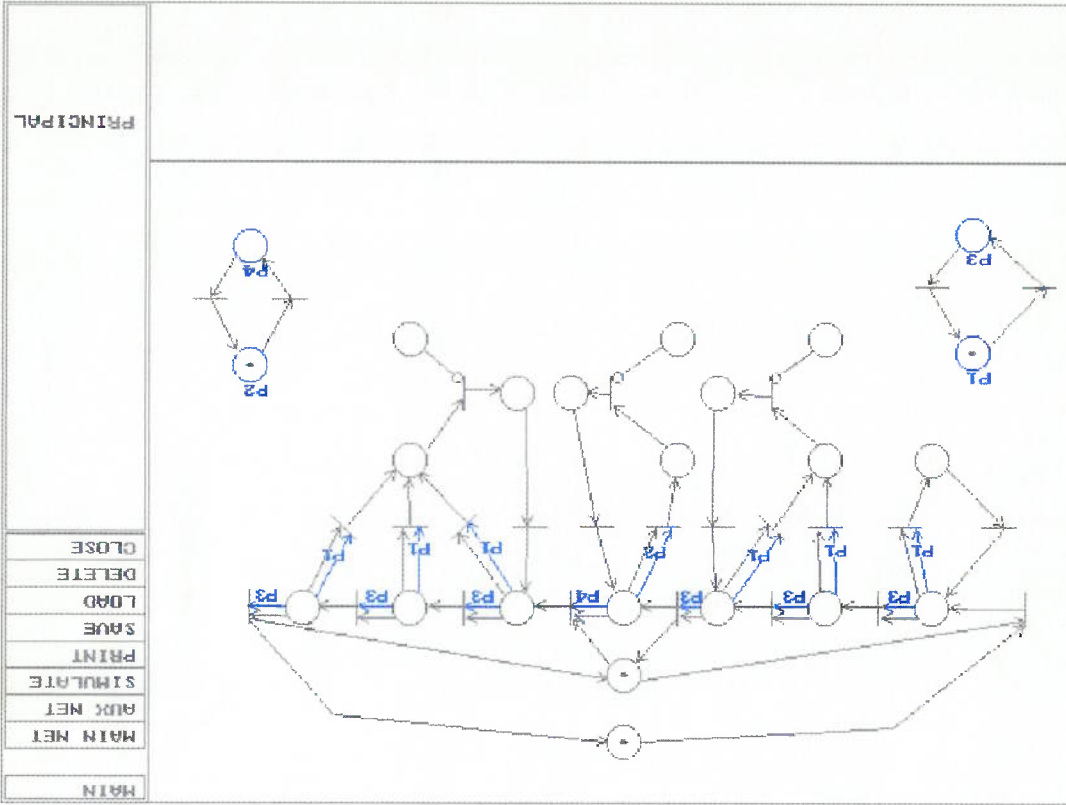 MAIN
MAIN NET
AUX NET
SIMULATE
PRINT
SAVE
LOAD
DELETE
CLOSE
PRINCIPAL
P3 P3 P3 P4 P3 P3 P3
P1 P1 P1 P2 P1 P1 P1
P1 P2
P3 P4